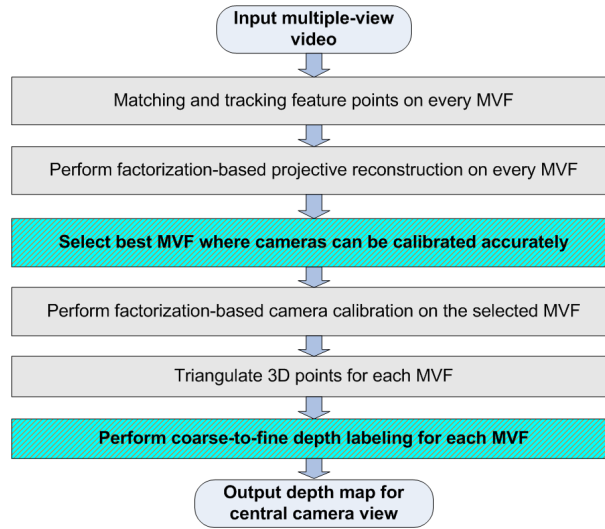 Input multiple-view
video
Matching and tracking feature points on every MVF
Perform factorization-based projective reconstruction on every MVF
Select best MVF where cameras can be calibrated accurately
Perform factorization-based camera calibration on the selected MVF
Triangulate 3D points for each MVF
Perform coarse-to-fine depth labeling for each MVF
Output depth map for
central camera view